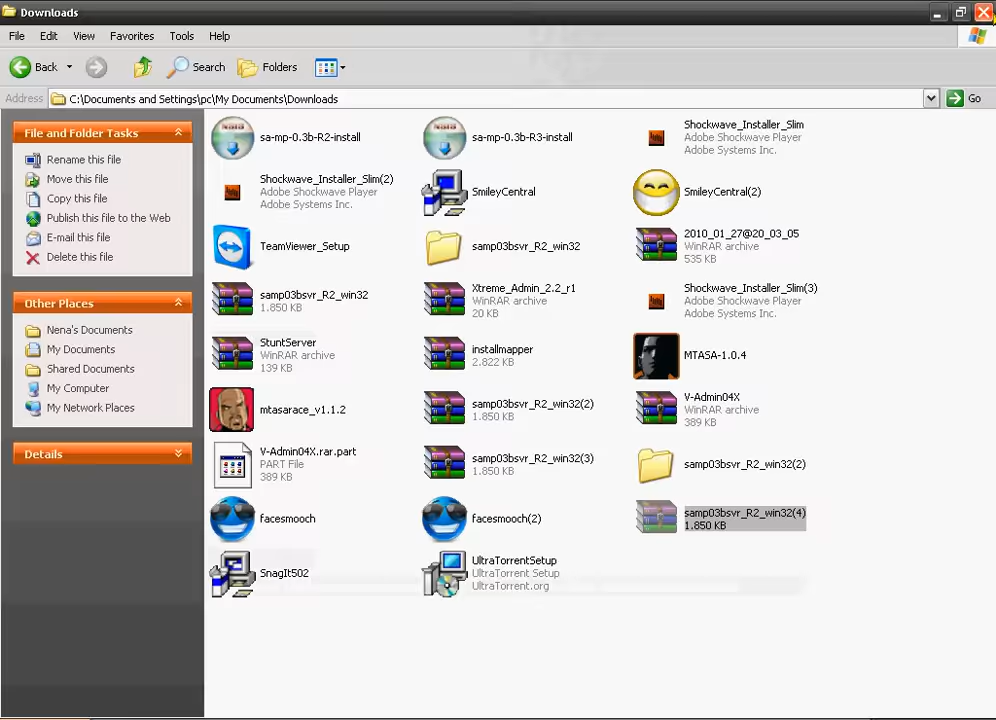 Downloads
File Edit View Favorites Tools Help
Back Search Folders
Address C:\Documents and Settings\pc\My Documents\Downloads Go
File and Folder Tasks
Rename this file
Move this file
Copy this file
Publish this file to the Web
E-mail this file
Delete this file
Other Places
Nena's Documents
My Documents
Shared Documents
My Computer
My Network Places
Details
sa-mp-0.3b-R2-install
sa-mp-0.3b-R3-install
Shockwave_Installer_Slim
Adobe Shockwave Player
Adobe Systems Inc.
Shockwave_Installer_Slim(2)
Adobe Shockwave Player
Adobe Systems Inc.
SmileyCentral
SmileyCentral(2)
TeamViewer_Setup
samp03bsvr_R2_win32
2010_01_27@20_03_05
WinRAR archive
535 KB
samp03bsvr_R2_win32
1.850 KB
Xtreme_Admin_2.2_r1
WinRAR archive
20 KB
Shockwave_Installer_Slim(3)
Adobe Shockwave Player
Adobe Systems Inc.
StuntServer
WinRAR archive
139 KB
installmapper
2.822 KB
MTASA-1.0.4
mtasarace_v1.1.2
samp03bsvr_R2_win32(2)
1.850 KB
V-Admin04X
WinRAR archive
389 KB
V-Admin04X.rar.part
PART File
389 KB
samp03bsvr_R2_win32(3)
1.850 KB
samp03bsvr_R2_win32(2)
facesmooch
facesmooch(2)
samp03bsvr_R2_win32(4)
1.850 KB
SnagIt502
UltraTorrentSetup
UltraTorrent Setup
UltraTorrent.org